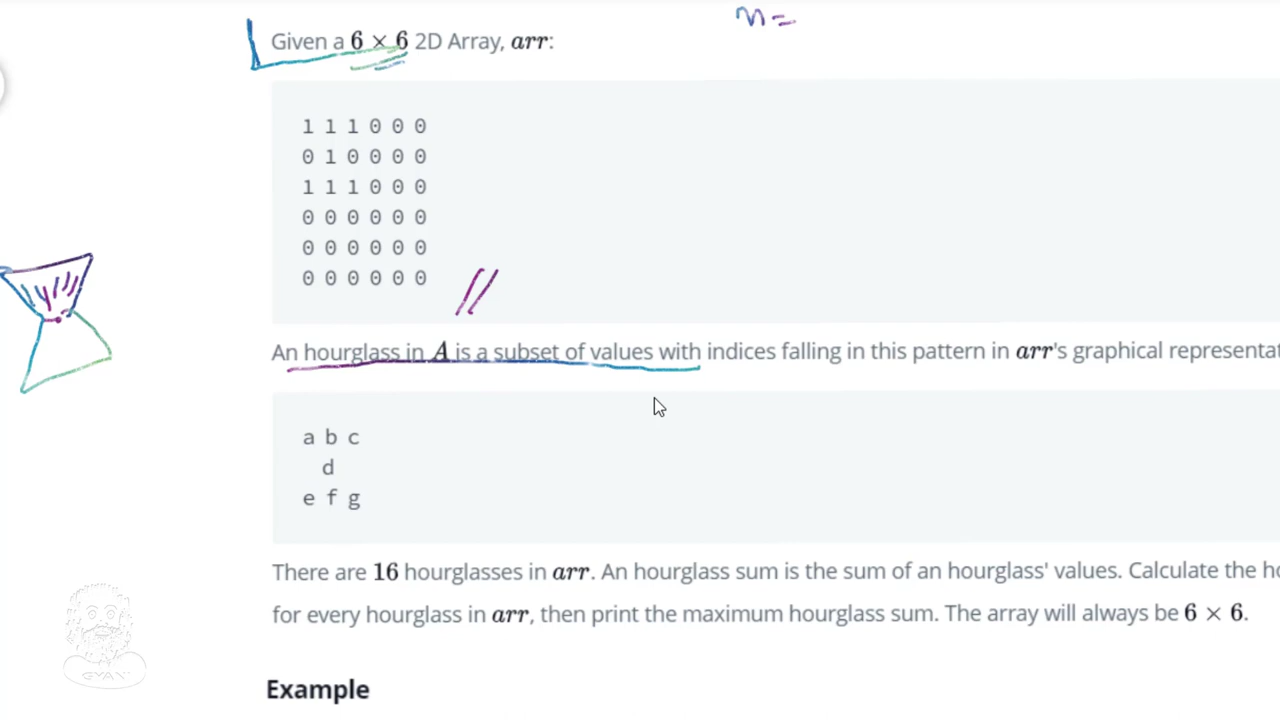 n=
Given a 6 × 6 2D Array, arr:
1 1 1 0 0 0
0 1 0 0 0 0
1 1 1 0 0 0
0 0 0 0 0 0
0 0 0 0 0 0
0 0 0 0 0 0
An hourglass in A is a subset of values with indices falling in this pattern in arr's graphical representat
a b c
d
e f g
There are 16 hourglasses in arr. An hourglass sum is the sum of an hourglass' values. Calculate the ho
for every hourglass in arr, then print the maximum hourglass sum. The array will always be 6 × 6.
GYANI
Example